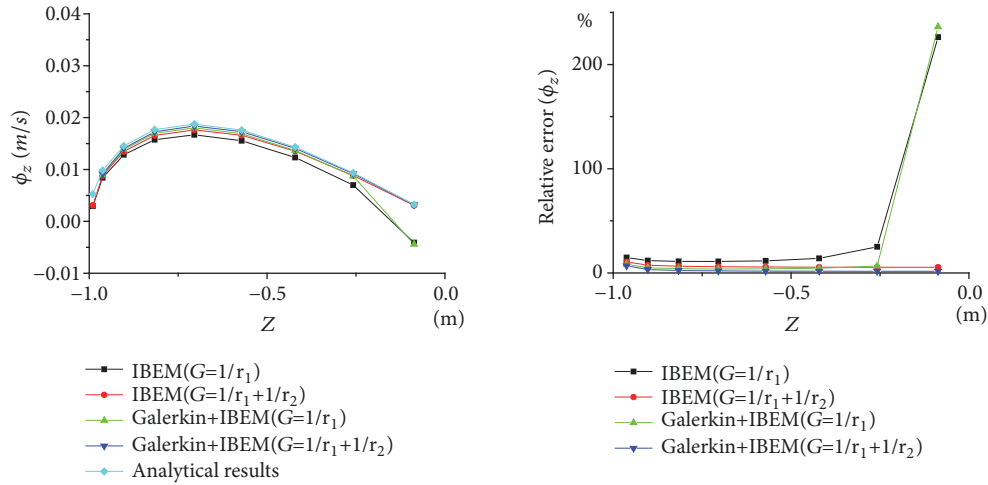 0.04
0.03
0.02
0.01
0.00
−0.01
ϕz (m/s)
−1.0
−0.5
0.0
(m)
Z
IBEM(G=1/r1)
IBEM(G=1/r1+1/r2)
Galerkin+IBEM(G=1/r1)
Galerkin+IBEM(G=1/r1+1/r2)
Analytical results
%
200
100
0
Relative error (ϕz)
−1.0
−0.5
0.0
(m)
Z
IBEM(G=1/r1)
IBEM(G=1/r1+1/r2)
Galerkin+IBEM(G=1/r1)
Galerkin+IBEM(G=1/r1+1/r2)